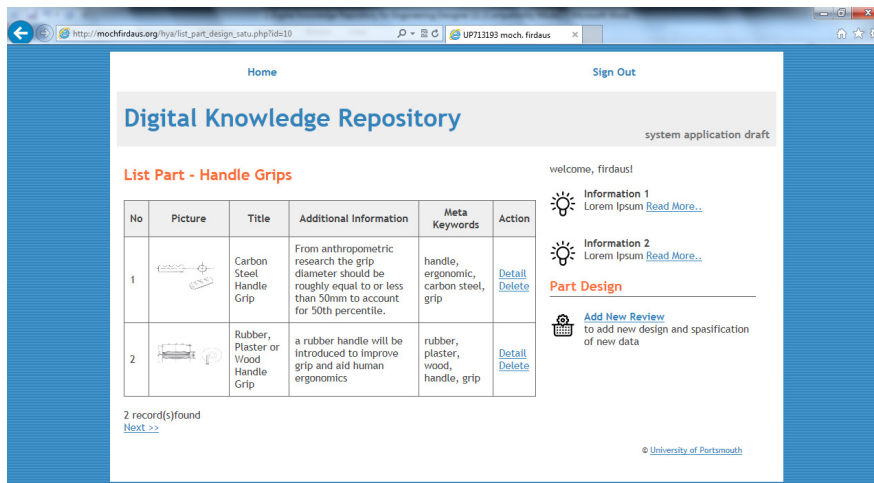 http://mochfirdaus.org/hya/list_part_design_satu.php?id=10
UP713193 moch. firdaus
Home
Sign Out
Digital Knowledge Repository
system application draft
List Part - Handle Grips
No
Picture
Title
Additional Information
Meta
Keywords
Action
1
Carbon
Steel
Handle
Grip
From anthropometric
research the grip
diameter should be
roughly equal to or less
than 50mm to account
for 50th percentile.
handle,
ergonomic,
carbon steel,
grip
Detail
Delete
2
Rubber,
Plaster or
Wood
Handle
Grip
a rubber handle will be
introduced to improve
grip and aid human
ergonomics
rubber,
plaster,
wood,
handle, grip
Detail
Delete
2 record(s)found
Next >>
welcome, firdaus!
Information 1
Lorem Ipsum Read More..
Information 2
Lorem Ipsum Read More..
Part Design
Add New Review
to add new design and spasification
of new data
© University of Portsmouth